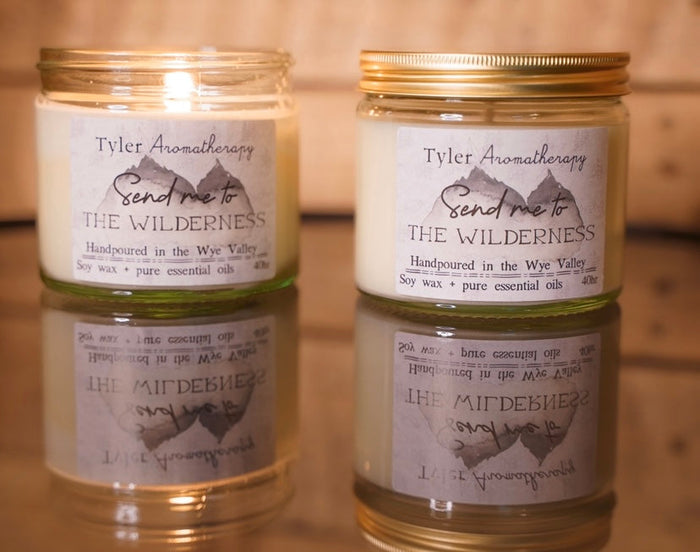 Tyler Aromatherapy
Send me to
THE WILDERNESS
Handpoured in the Wye Valley
Soy wax + pure essential oils 40hr
Tyler Aromatherapy
Send me to
THE WILDERNESS
Handpoured in the Wye Valley
Soy wax + pure essential oils 40hr